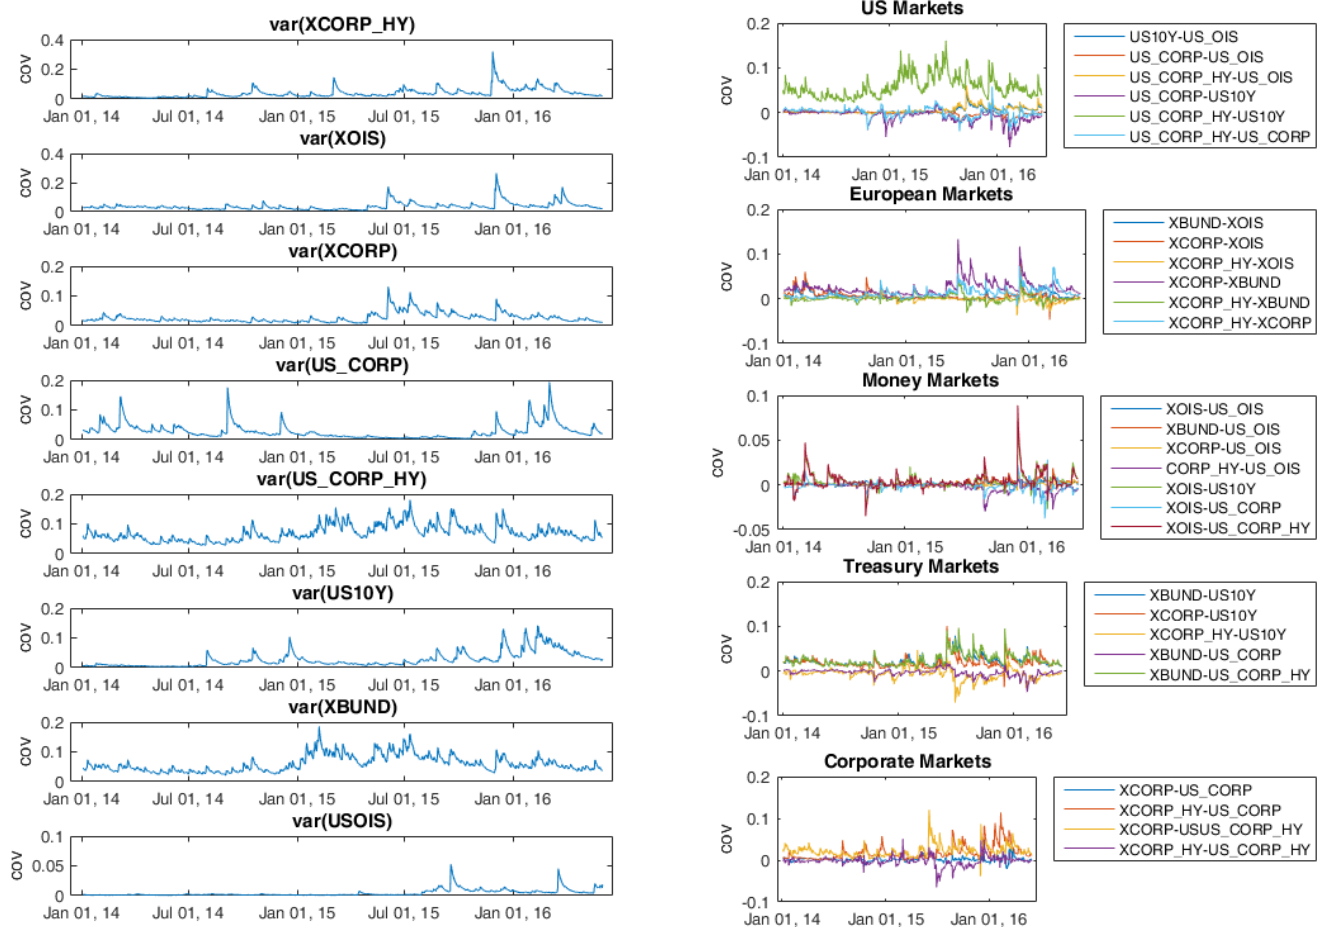 var(XCORP_HY)
0.4
0.2
0
cov
Jan 01, 14 Jul 01, 14 Jan 01, 15 Jul 01, 15 Jan 01, 16
var(XOIS)
0.4
0.2
0
cov
Jan 01, 14 Jul 01, 14 Jan 01, 15 Jul 01, 15 Jan 01, 16
var(XCORP)
0.2
0.1
0
cov
Jan 01, 14 Jul 01, 14 Jan 01, 15 Jul 01, 15 Jan 01, 16
var(US_CORP)
0.2
0.1
0
cov
Jan 01, 14 Jul 01, 14 Jan 01, 15 Jul 01, 15 Jan 01, 16
var(US_CORP_HY)
0.2
0.1
0
cov
Jan 01, 14 Jul 01, 14 Jan 01, 15 Jul 01, 15 Jan 01, 16
var(US10Y)
0.2
0.1
0
cov
Jan 01, 14 Jul 01, 14 Jan 01, 15 Jul 01, 15 Jan 01, 16
var(XBUND)
0.2
0.1
0
cov
Jan 01, 14 Jul 01, 14 Jan 01, 15 Jul 01, 15 Jan 01, 16
var(USOIS)
0.1
0.05
0
cov
Jan 01, 14 Jul 01, 14 Jan 01, 15 Jul 01, 15 Jan 01, 16
US Markets
0.2
0.1
0
-0.1
cov
Jan 01, 14 Jan 01, 15 Jan 01, 16
US10Y-US_OIS
US_CORP-US_OIS
US_CORP_HY-US_OIS
US_CORP-US10Y
US_CORP_HY-US10Y
US_CORP_HY-US_CORP
European Markets
0.2
0.1
0
-0.1
cov
Jan 01, 14 Jan 01, 15 Jan 01, 16
XBUND-XOIS
XCORP-XOIS
XCORP_HY-XOIS
XCORP-XBUND
XCORP_HY-XBUND
XCORP_HY-XCORP
Money Markets
0.1
0.05
0
-0.05
cov
Jan 01, 14 Jan 01, 15 Jan 01, 16
XOIS-US_OIS
XBUND-US_OIS
XCORP-US_OIS
CORP_HY-US_OIS
XOIS-US10Y
XOIS-US_CORP
XOIS-US_CORP_HY
Treasury Markets
0.2
0.1
0
-0.1
cov
Jan 01, 14 Jan 01, 15 Jan 01, 16
XBUND-US10Y
XCORP-US10Y
XCORP_HY-US10Y
XBUND-US_CORP
XBUND-US_CORP_HY
Corporate Markets
0.2
0.1
0
-0.1
cov
Jan 01, 14 Jan 01, 15 Jan 01, 16
XCORP-US_CORP
XCORP_HY-US_CORP
XCORP-USUS_CORP_HY
XCORP_HY-US_CORP_HY